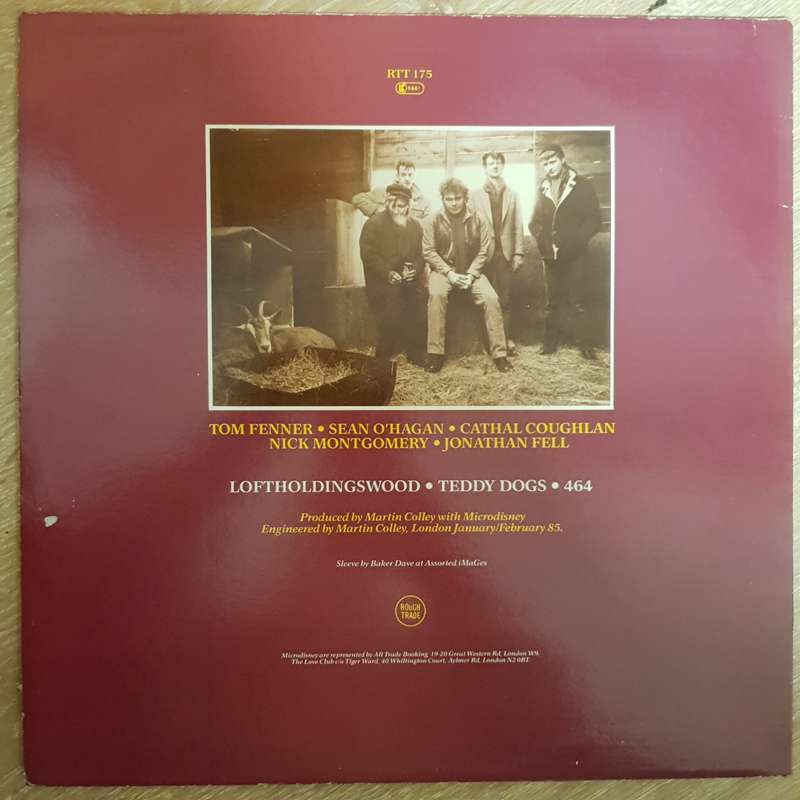 RTT 175
TOM FENNER • SEAN O'HAGAN • CATHAL COUGHLAN
NICK MONTGOMERY • JONATHAN FELL
LOFTHOLDINGSWOOD • TEDDY DOGS • 464
Produced by Martin Colley with Microdisney
Engineered by Martin Colley, London January/February 85.
Sleeve by Baker Dave at Assorted iMaGes
ROUGH
TRADE
Microdisney are represented by All Trade Booking, 19-20 Great Western Rd, London W9.
The Love Club c/o Tiger Ward, 40 Whittington Court, Aylmer Rd, London N2 0BT.